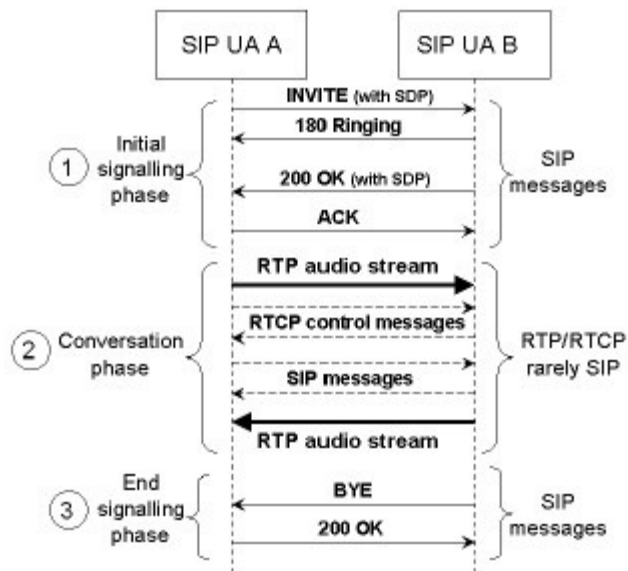 SIP UA A
SIP UA B
INVITE (with SDP)
180 Ringing
1
Initial
signalling
phase
200 OK (with SDP)
ACK
SIP
messages
RTP audio stream
RTCP control messages
2
Conversation
phase
SIP messages
RTP audio stream
RTP/RTCP
rarely SIP
3
End
signalling
phase
BYE
200 OK
SIP
messages